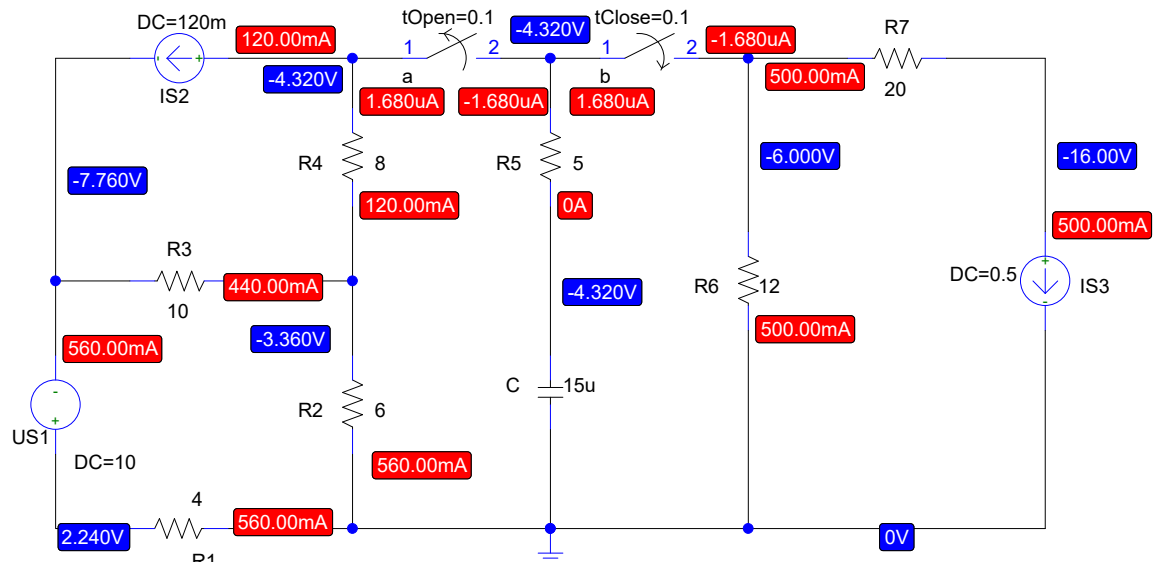 DC=120m
120.00mA
tOpen=0.1
-4.320V
tClose=0.1
-1.680uA
R7
- +
IS2
-4.320V
1
2
1
2
500.00mA
20
a
b
1.680uA
-1.680uA
1.680uA
R4
8
R5
5
-6.000V
-16.00V
-7.760V
120.00mA
0A
500.00mA
R3
10
440.00mA
-4.320V
R6
12
DC=0.5
+
-
IS3
560.00mA
-3.360V
500.00mA
-
+
US1
R2
6
C
15u
DC=10
560.00mA
4
2.240V
560.00mA
0V
R1